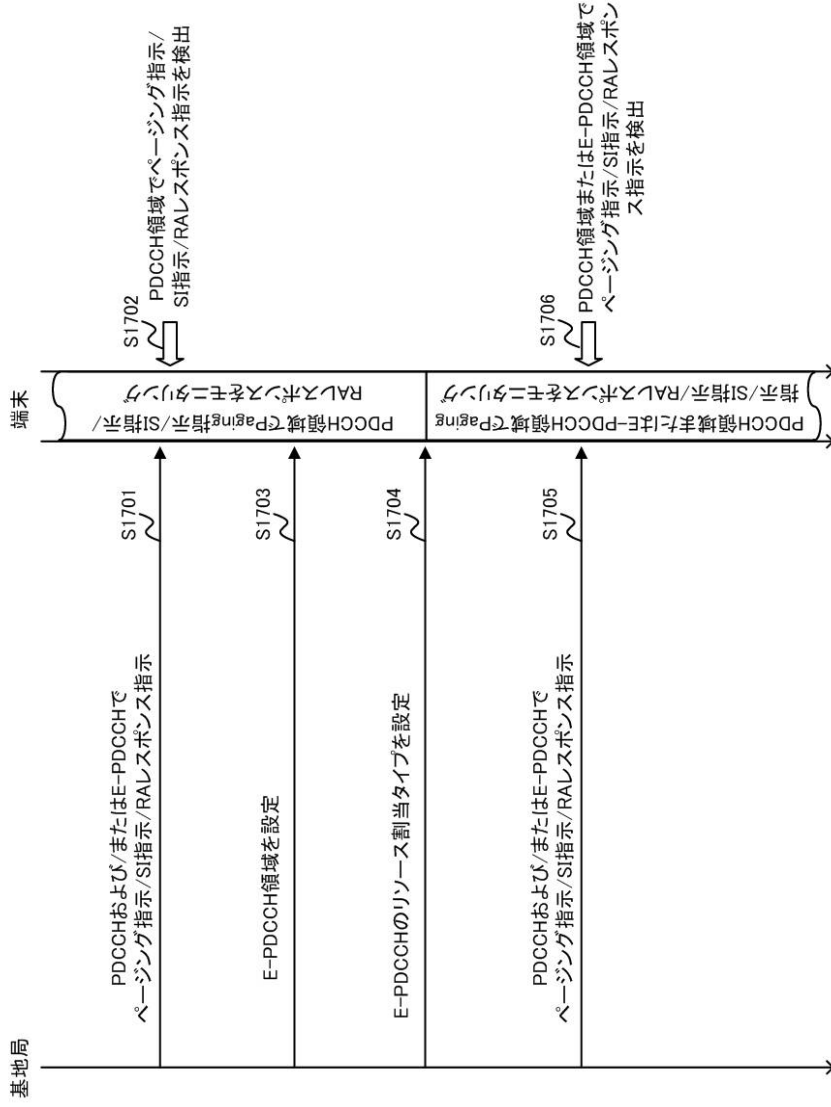 基地局
端末
PDCCHおよび/またはE-PDCCHで
ページング指示/SI指示/RAレスポンス指示
S1701
S1702
PDCCH領域でページング指示/
SI指示/RAレスポンス指示を検出
PDCCH領域でPaging指示/SI指示/
RAレスポンスをモニタリング
E-PDCCH領域を設定
S1703
E-PDCCHのリソース割当タイプを設定
S1704
PDCCH領域またはE-PDCCH領域でPaging
指示/SI指示/RAレスポンスをモニタリング
PDCCHおよび/またはE-PDCCHで
ページング指示/SI指示/RAレスポンス指示
S1705
S1706
PDCCH領域またはE-PDCCH領域で
ページング指示/SI指示/RAレスポン
ス指示を検出